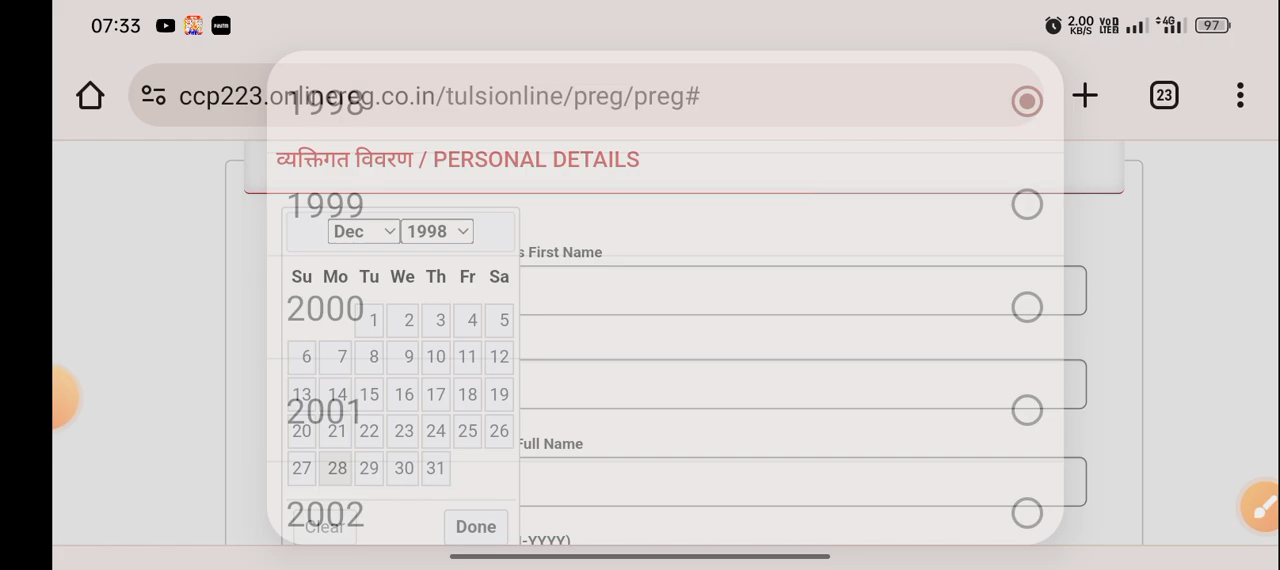 07:33
2.00 KB/S VoD LTE2 4G 97
ccp223.onlinereg.co.in/tulsionline/preg/preg#
23
1998
व्यक्तिगत विवरण / PERSONAL DETAILS
1999
Dec 1998
s First Name
Su Mo Tu We Th Fr Sa
2000
1 2 3 4 5
6 7 8 9 10 11 12
13 14 15 16 17 18 19
2001
20 21 22 23 24 25 26
Full Name
27 28 29 30 31
2002
Clear Done
-YYYY)